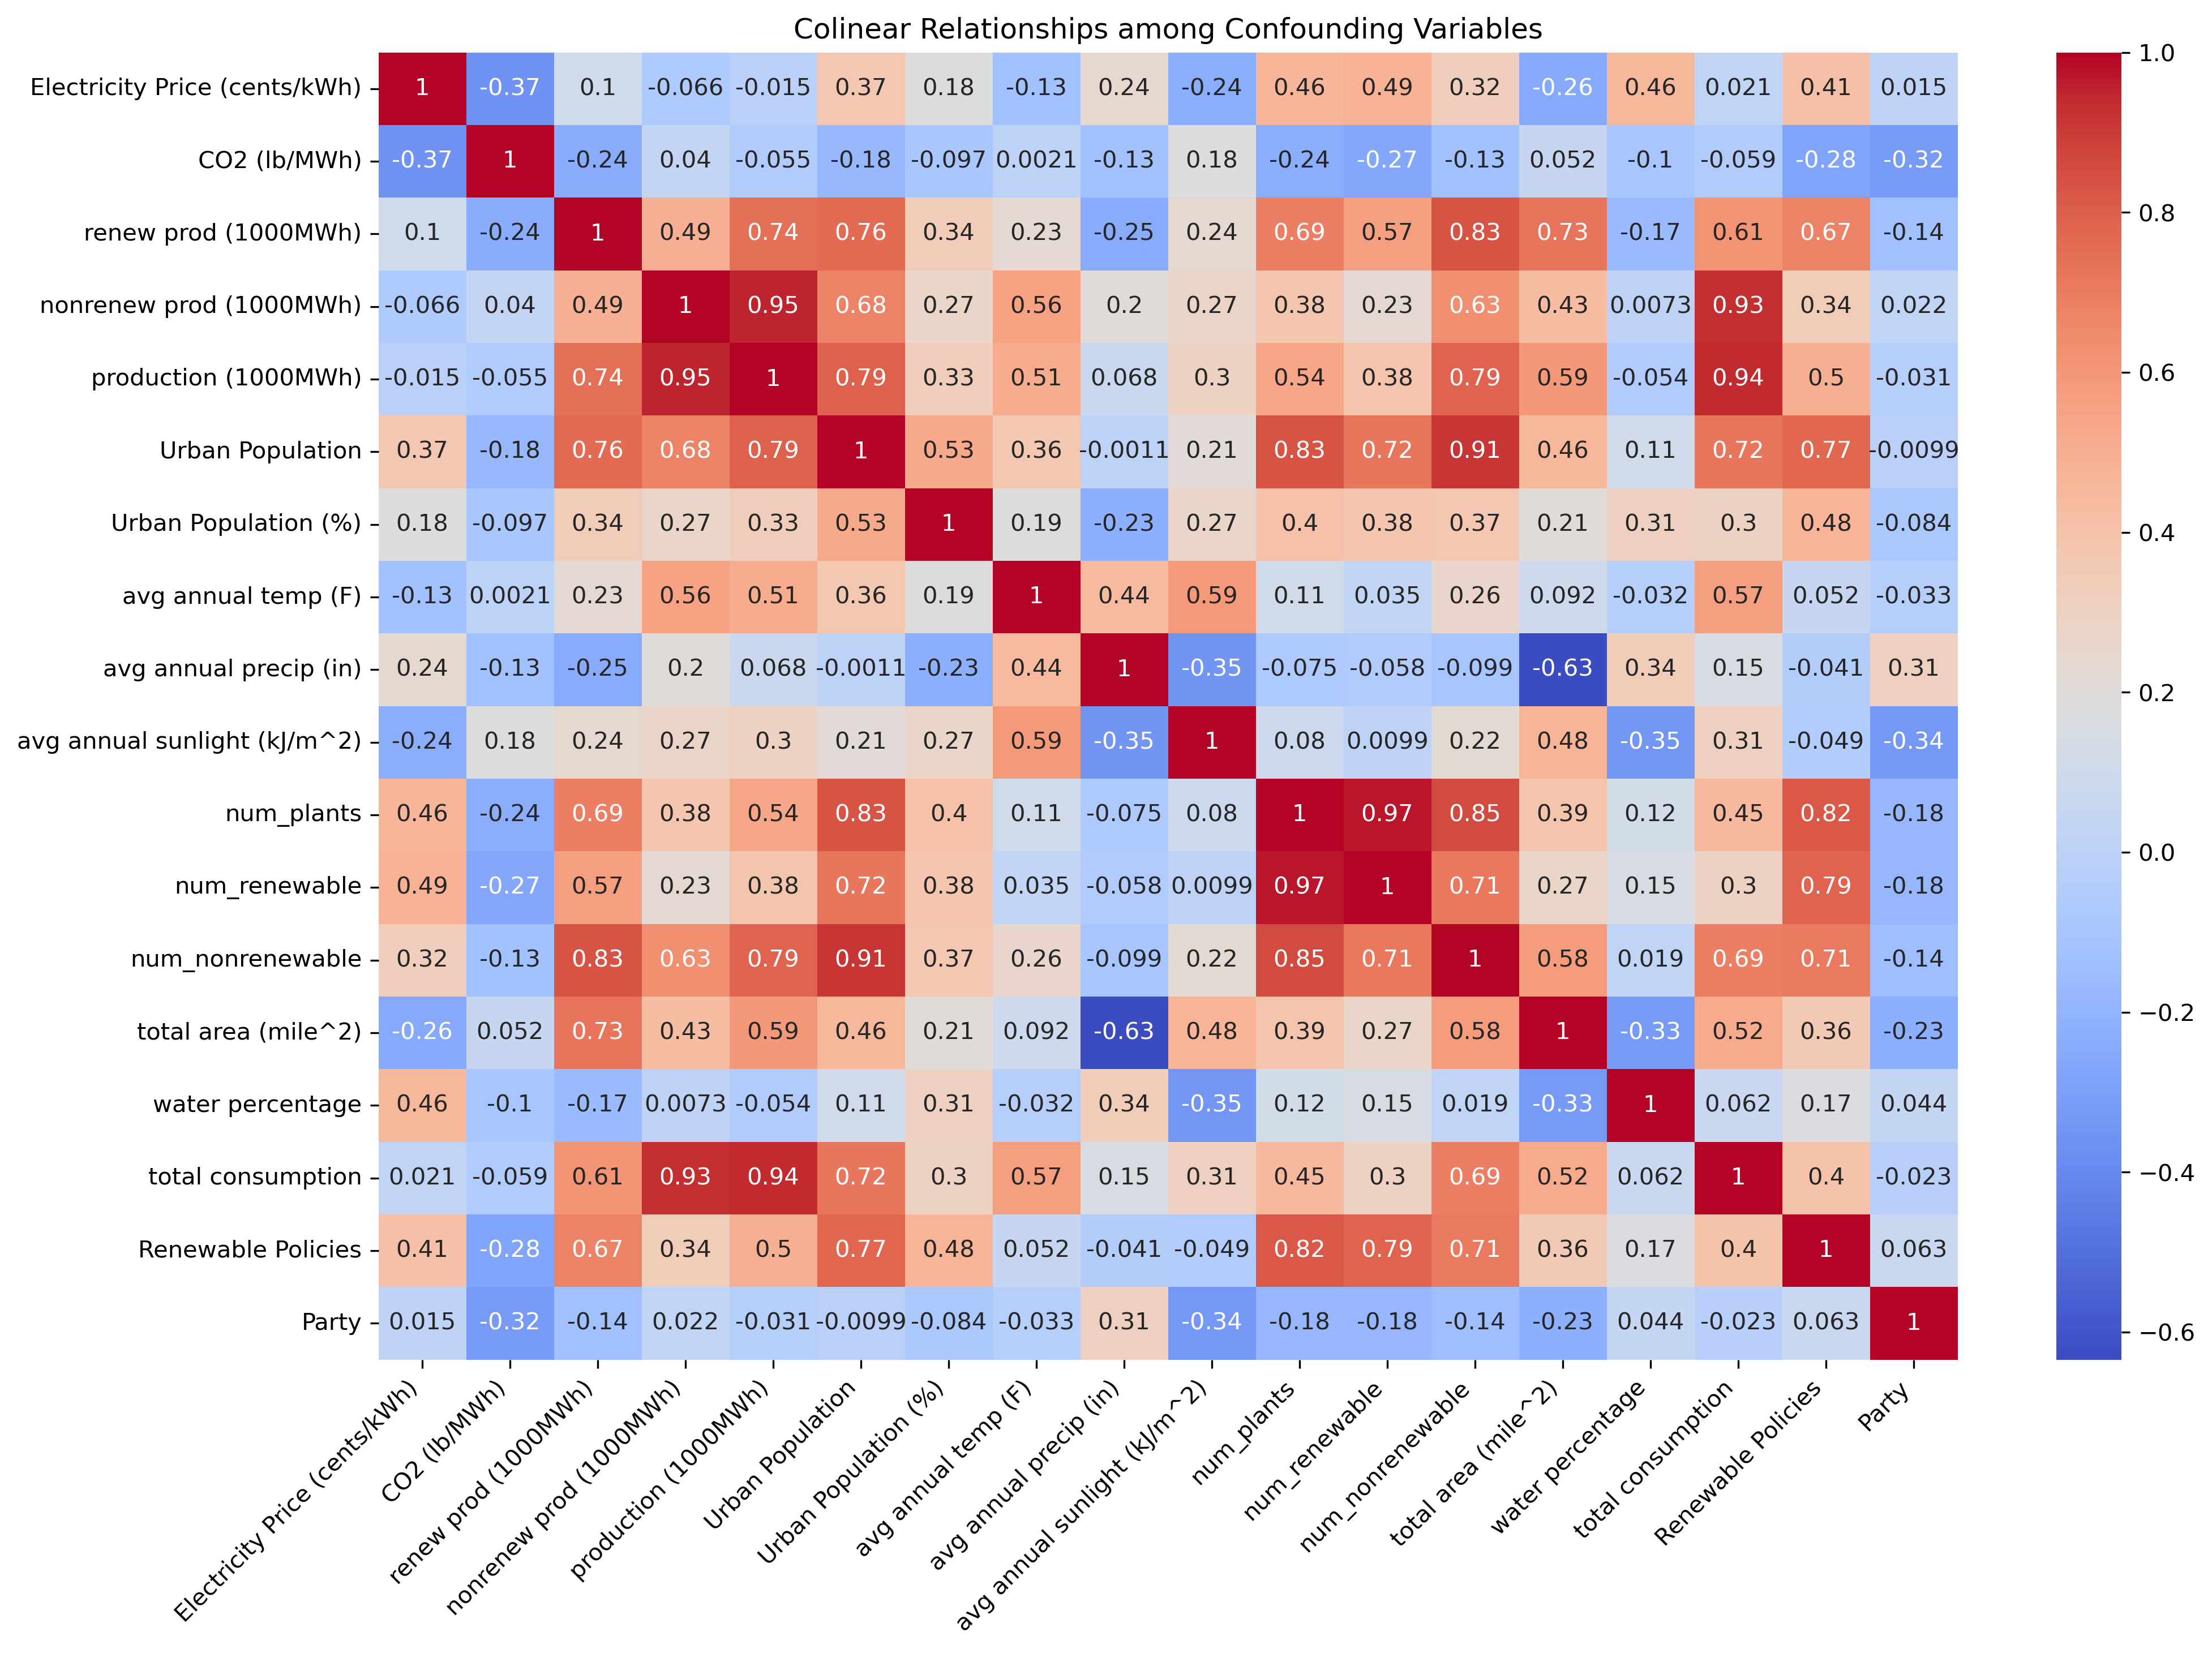 Colinear Relationships among Confounding Variables
Electricity Price (cents/kWh) 1 -0.37 0.1 -0.066 -0.015 0.37 0.18 -0.13 0.24 -0.24 0.46 0.49 0.32 -0.26 0.46 0.021 0.41 0.015
CO2 (lb/MWh) -0.37 1 -0.24 0.04 -0.055 -0.18 -0.097 0.0021 -0.13 0.18 -0.24 -0.27 -0.13 0.052 -0.1 -0.059 -0.28 -0.32
renew prod (1000MWh) 0.1 -0.24 1 0.49 0.74 0.76 0.34 0.23 -0.25 0.24 0.69 0.57 0.83 0.73 -0.17 0.61 0.67 -0.14
nonrenew prod (1000MWh) -0.066 0.04 0.49 1 0.95 0.68 0.27 0.56 0.2 0.27 0.38 0.23 0.63 0.43 0.0073 0.93 0.34 0.022
production (1000MWh) -0.015 -0.055 0.74 0.95 1 0.79 0.33 0.51 0.068 0.3 0.54 0.38 0.79 0.59 -0.054 0.94 0.5 -0.031
Urban Population 0.37 -0.18 0.76 0.68 0.79 1 0.53 0.36 -0.0011 0.21 0.83 0.72 0.91 0.46 0.11 0.72 0.77 -0.0099
Urban Population (%) 0.18 -0.097 0.34 0.27 0.33 0.53 1 0.19 -0.23 0.27 0.4 0.38 0.37 0.21 0.31 0.3 0.48 -0.084
avg annual temp (F) -0.13 0.0021 0.23 0.56 0.51 0.36 0.19 1 0.44 0.59 0.11 0.035 0.26 0.092 -0.032 0.57 0.052 -0.033
avg annual precip (in) 0.24 -0.13 -0.25 0.2 0.068 -0.0011 -0.23 0.44 1 -0.35 -0.075 -0.058 -0.099 -0.63 0.34 0.15 -0.041 0.31
avg annual sunlight (kJ/m^2) -0.24 0.18 0.24 0.27 0.3 0.21 0.27 0.59 -0.35 1 0.08 0.0099 0.22 0.48 -0.35 0.31 -0.049 -0.34
num_plants 0.46 -0.24 0.69 0.38 0.54 0.83 0.4 0.11 -0.075 0.08 1 0.97 0.85 0.39 0.12 0.45 0.82 -0.18
num_renewable 0.49 -0.27 0.57 0.23 0.38 0.72 0.38 0.035 -0.058 0.0099 0.97 1 0.71 0.27 0.15 0.3 0.79 -0.18
num_nonrenewable 0.32 -0.13 0.83 0.63 0.79 0.91 0.37 0.26 -0.099 0.22 0.85 0.71 1 0.58 0.019 0.69 0.71 -0.14
total area (mile^2) -0.26 0.052 0.73 0.43 0.59 0.46 0.21 0.092 -0.63 0.48 0.39 0.27 0.58 1 -0.33 0.52 0.36 -0.23
water percentage 0.46 -0.1 -0.17 0.0073 -0.054 0.11 0.31 -0.032 0.34 -0.35 0.12 0.15 0.019 -0.33 1 0.062 0.17 0.044
total consumption 0.021 -0.059 0.61 0.93 0.94 0.72 0.3 0.57 0.15 0.31 0.45 0.3 0.69 0.52 0.062 1 0.4 -0.023
Renewable Policies 0.41 -0.28 0.67 0.34 0.5 0.77 0.48 0.052 -0.041 -0.049 0.82 0.79 0.71 0.36 0.17 0.4 1 0.063
Party 0.015 -0.32 -0.14 0.022 -0.031 -0.0099 -0.084 -0.033 0.31 -0.34 -0.18 -0.18 -0.14 -0.23 0.044 -0.023 0.063 1
Electricity Price (cents/kWh)
CO2 (lb/MWh)
renew prod (1000MWh)
nonrenew prod (1000MWh)
production (1000MWh)
Urban Population
Urban Population (%)
avg annual temp (F)
avg annual precip (in)
avg annual sunlight (kJ/m^2)
num_plants
num_renewable
num_nonrenewable
total area (mile^2)
water percentage
total consumption
Renewable Policies
Party
1.0
0.8
0.6
0.4
0.2
0.0
−0.2
−0.4
−0.6